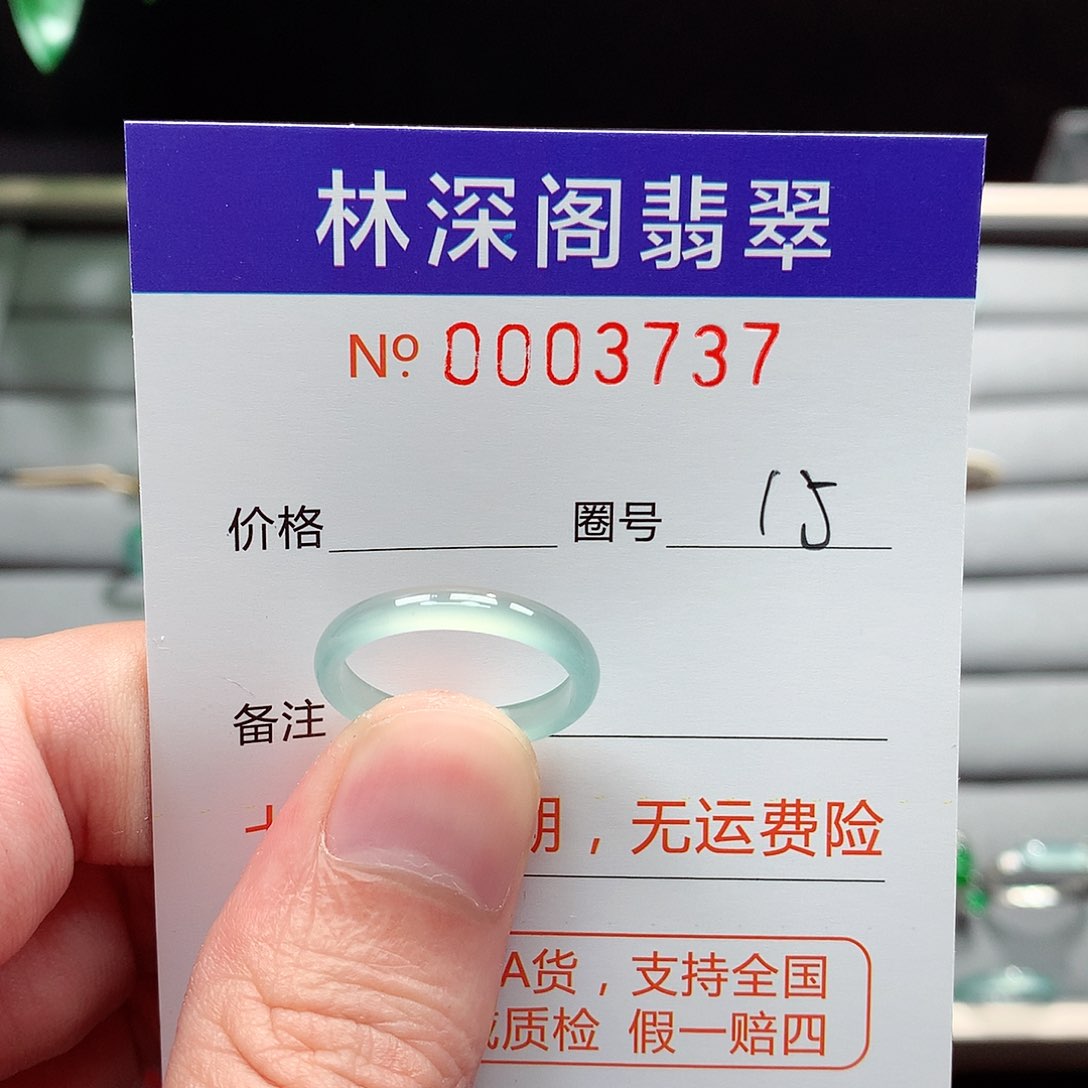 林深阁翡翠
Nº 0003737
价格 圈号 15
备注
期，无运费险
A货，支持全国
质检 假一赔四